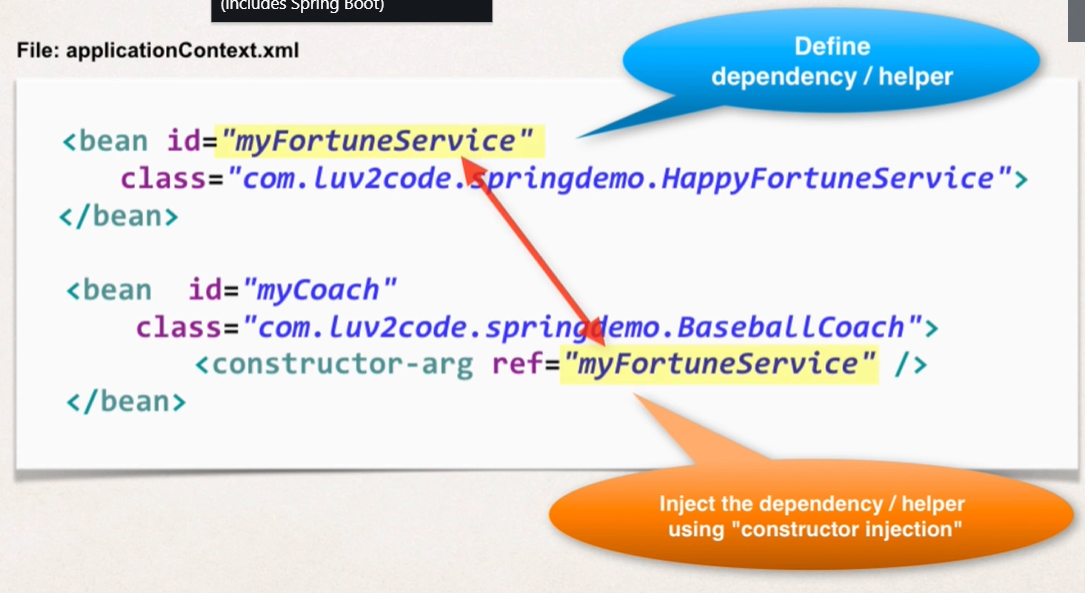 (includes Spring Boot)
File: applicationContext.xml
Define
dependency / helper
<bean id="myFortuneService"
class="com.luv2code.springdemo.HappyFortuneService">
</bean>
<bean id="myCoach"
class="com.luv2code.springdemo.BaseballCoach">
<constructor-arg ref="myFortuneService" />
</bean>
Inject the dependency / helper
using "constructor injection"